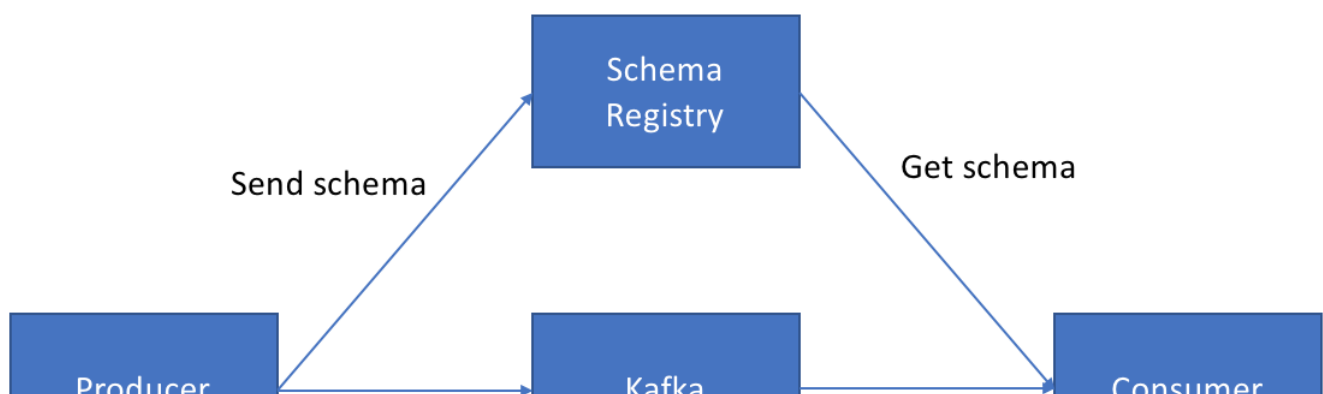 Schema
Registry
Send schema
Get schema
Producer
Kafka
Consumer